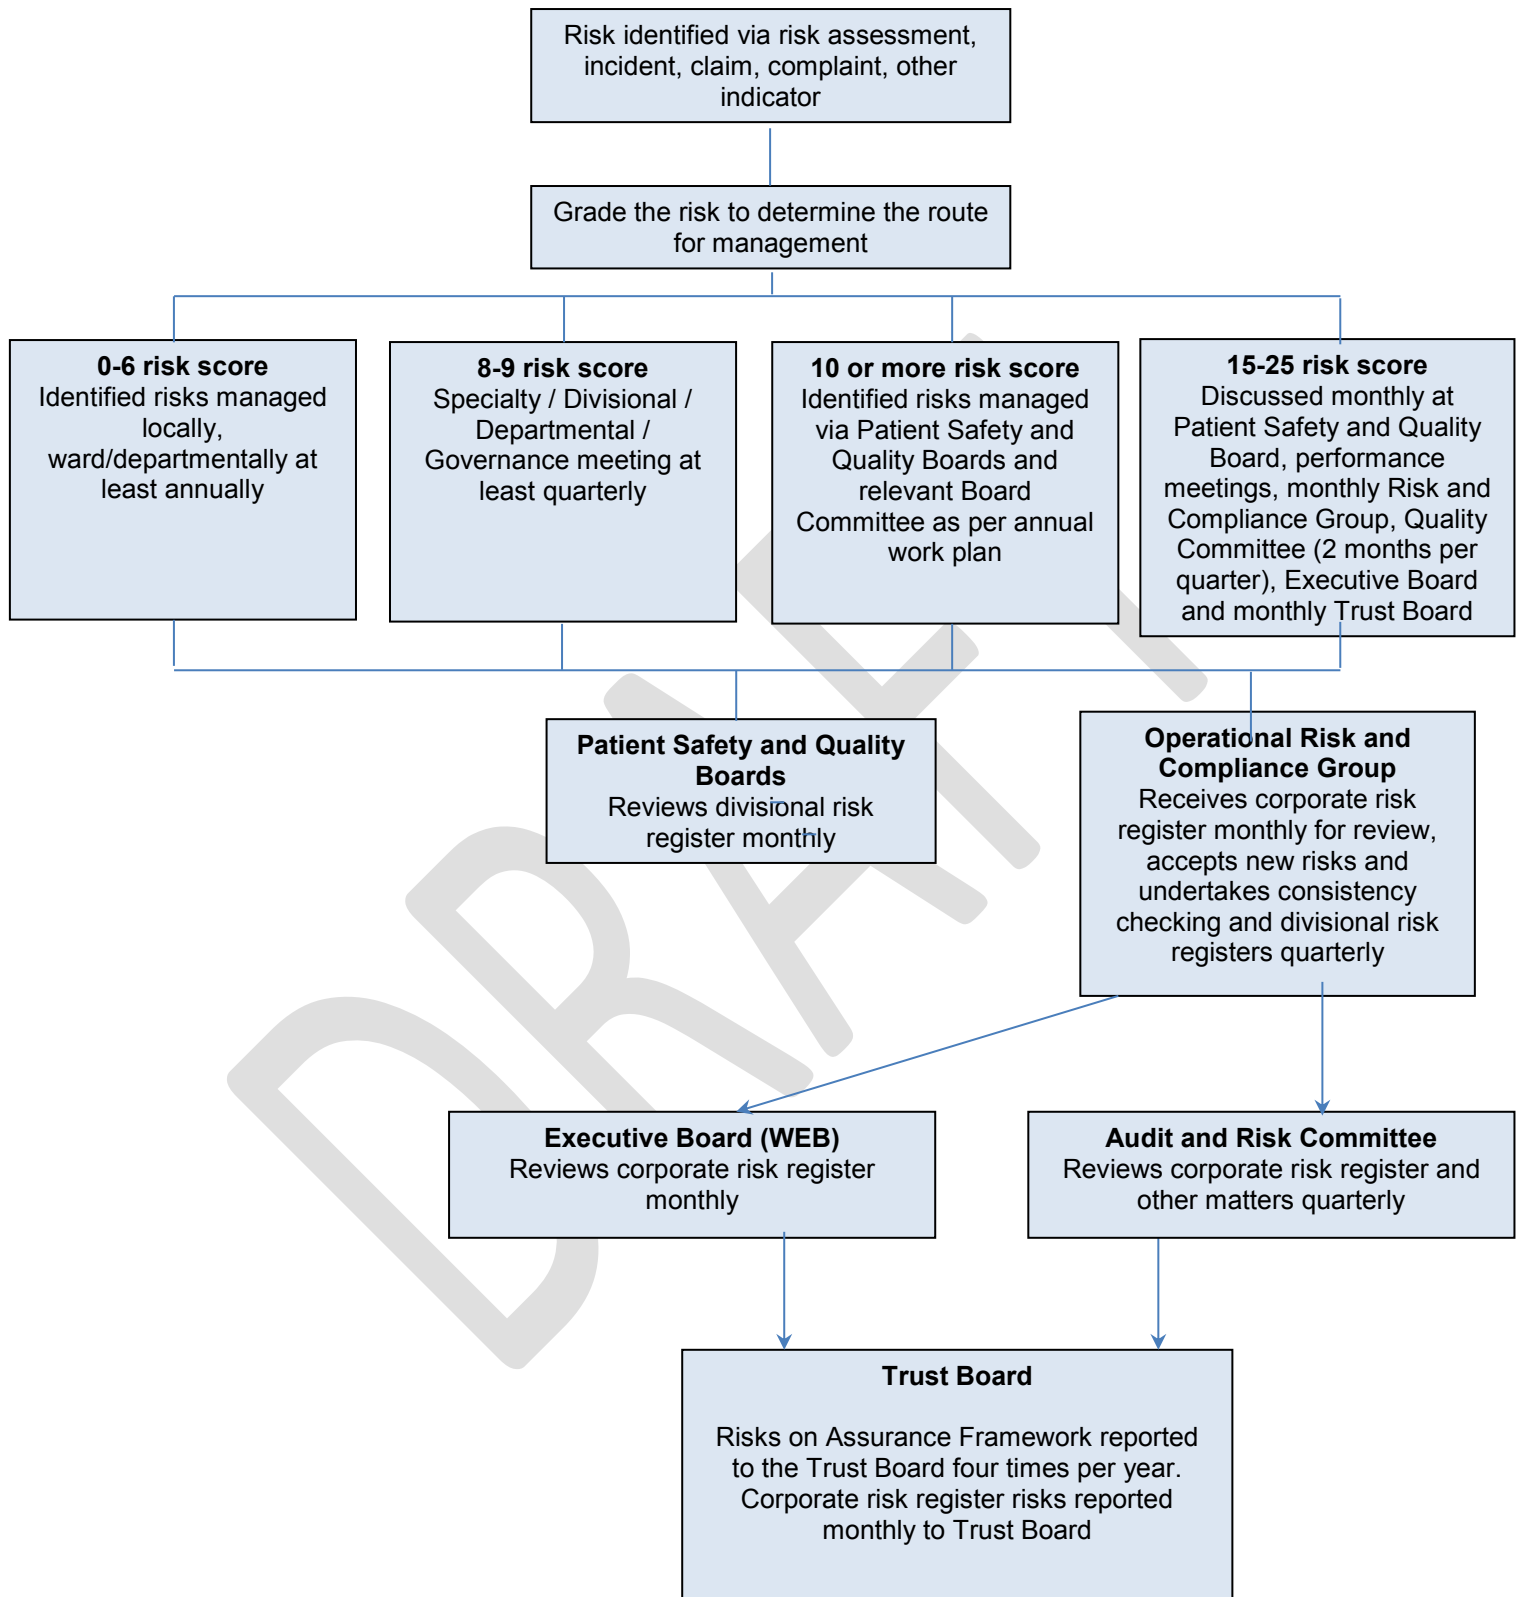 Risk identified via risk assessment,
incident, claim, complaint, other
indicator
Grade the risk to determine the route
for management
0-6 risk score
Identified risks managed
locally,
ward/departmentally at
least annually
8-9 risk score
Specialty / Divisional /
Departmental /
Governance meeting at
least quarterly
10 or more risk score
Identified risks managed
via Patient Safety and
Quality Boards and
relevant Board
Committee as per annual
work plan
15-25 risk score
Discussed monthly at
Patient Safety and Quality
Board, performance
meetings, monthly Risk and
Compliance Group, Quality
Committee (2 months per
quarter), Executive Board
and monthly Trust Board
Patient Safety and Quality
Boards
Reviews divisional risk
register monthly
Operational Risk and
Compliance Group
Receives corporate risk
register monthly for review,
accepts new risks and
undertakes consistency
checking and divisional risk
registers quarterly
Executive Board (WEB)
Reviews corporate risk register
monthly
Audit and Risk Committee
Reviews corporate risk register and
other matters quarterly
Trust Board
Risks on Assurance Framework reported
to the Trust Board four times per year.
Corporate risk register risks reported
monthly to Trust Board
DRAFT